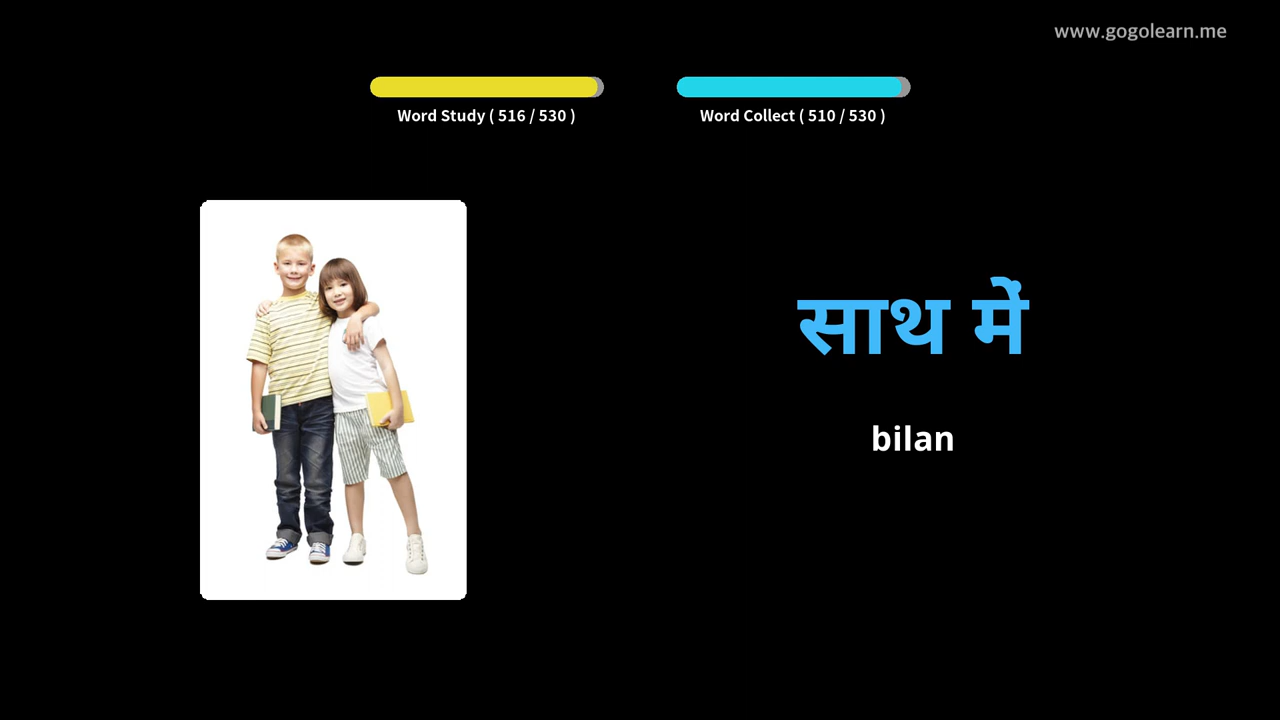 www.gogolearn.me
Word Study ( 516 / 530 )
Word Collect ( 510 / 530 )
साथ में
bilan